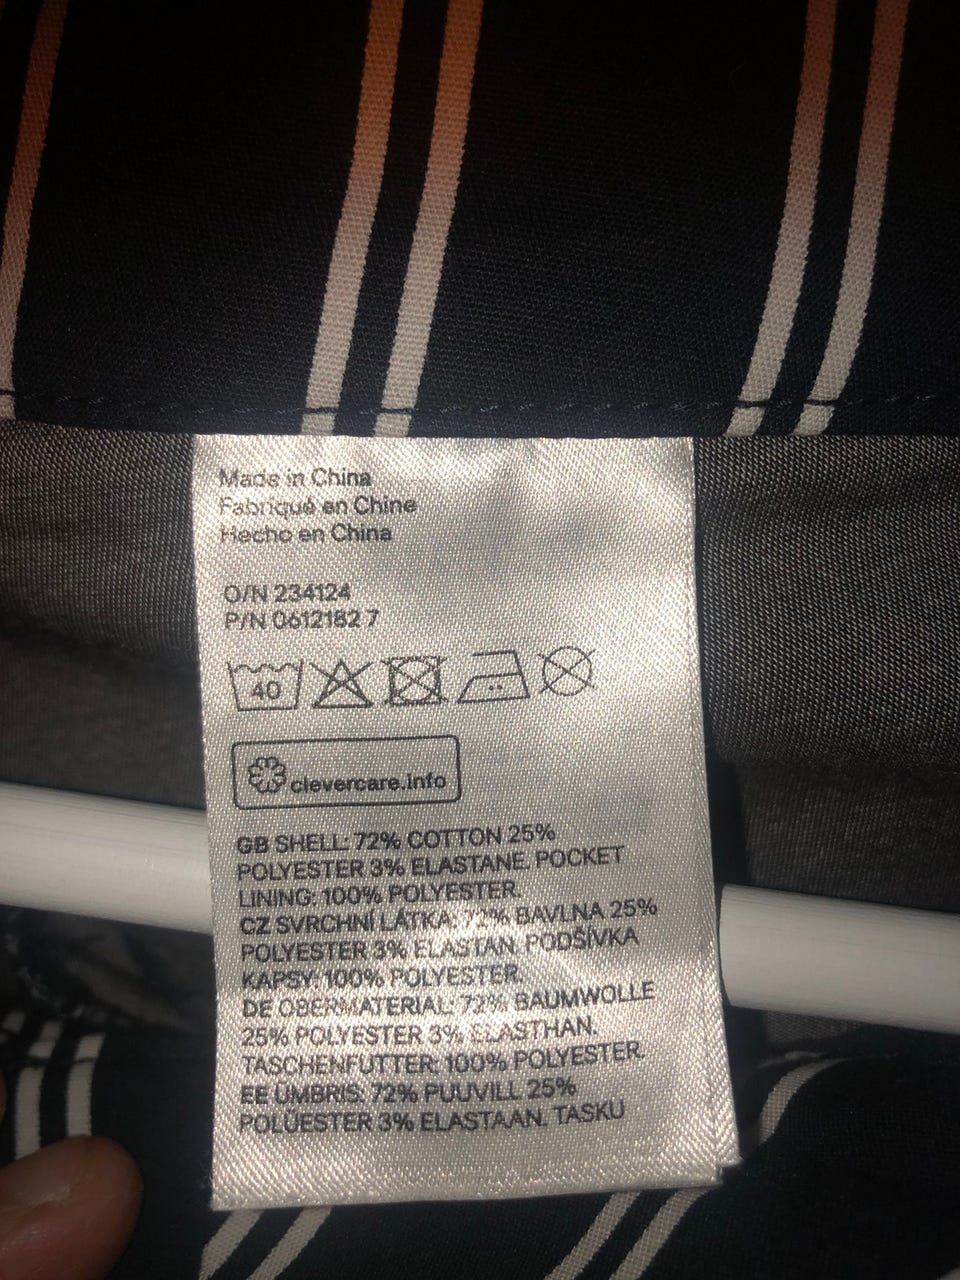 Made in China
Fabriqué en Chine
Hecho en China
O/N 234124
P/N 0612182 7
40
clevercare.info
GB SHELL: 72% COTTON 25%
POLYESTER 3% ELASTANE. POCKET
LINING: 100% POLYESTER.
CZ SVRCHNÍ LÁTKA: 72% BAVLNA 25%
POLYESTER 3% ELASTAN. PODŠÍVKA
KAPSY: 100% POLYESTER.
DE OBERMATERIAL: 72% BAUMWOLLE
25% POLYESTER 3% ELASTHAN.
TASCHENFUTTER: 100% POLYESTER.
EE ÜMBRIS: 72% PUUVILL 25%
POLÜESTER 3% ELASTAAN. TASKU